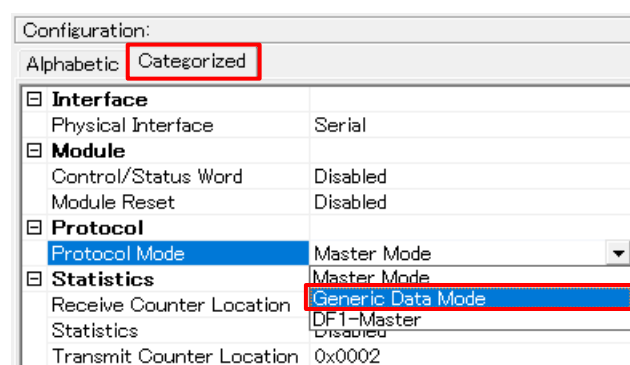 Configuration:
Alphabetic Categorized
Interface
Physical Interface Serial
Module
Control/Status Word Disabled
Module Reset Disabled
Protocol
Protocol Mode Master Mode
Statistics Master Mode
Receive Counter Location Generic Data Mode
DF1-Master
Statistics Disabled
Transmit Counter Location 0x0002